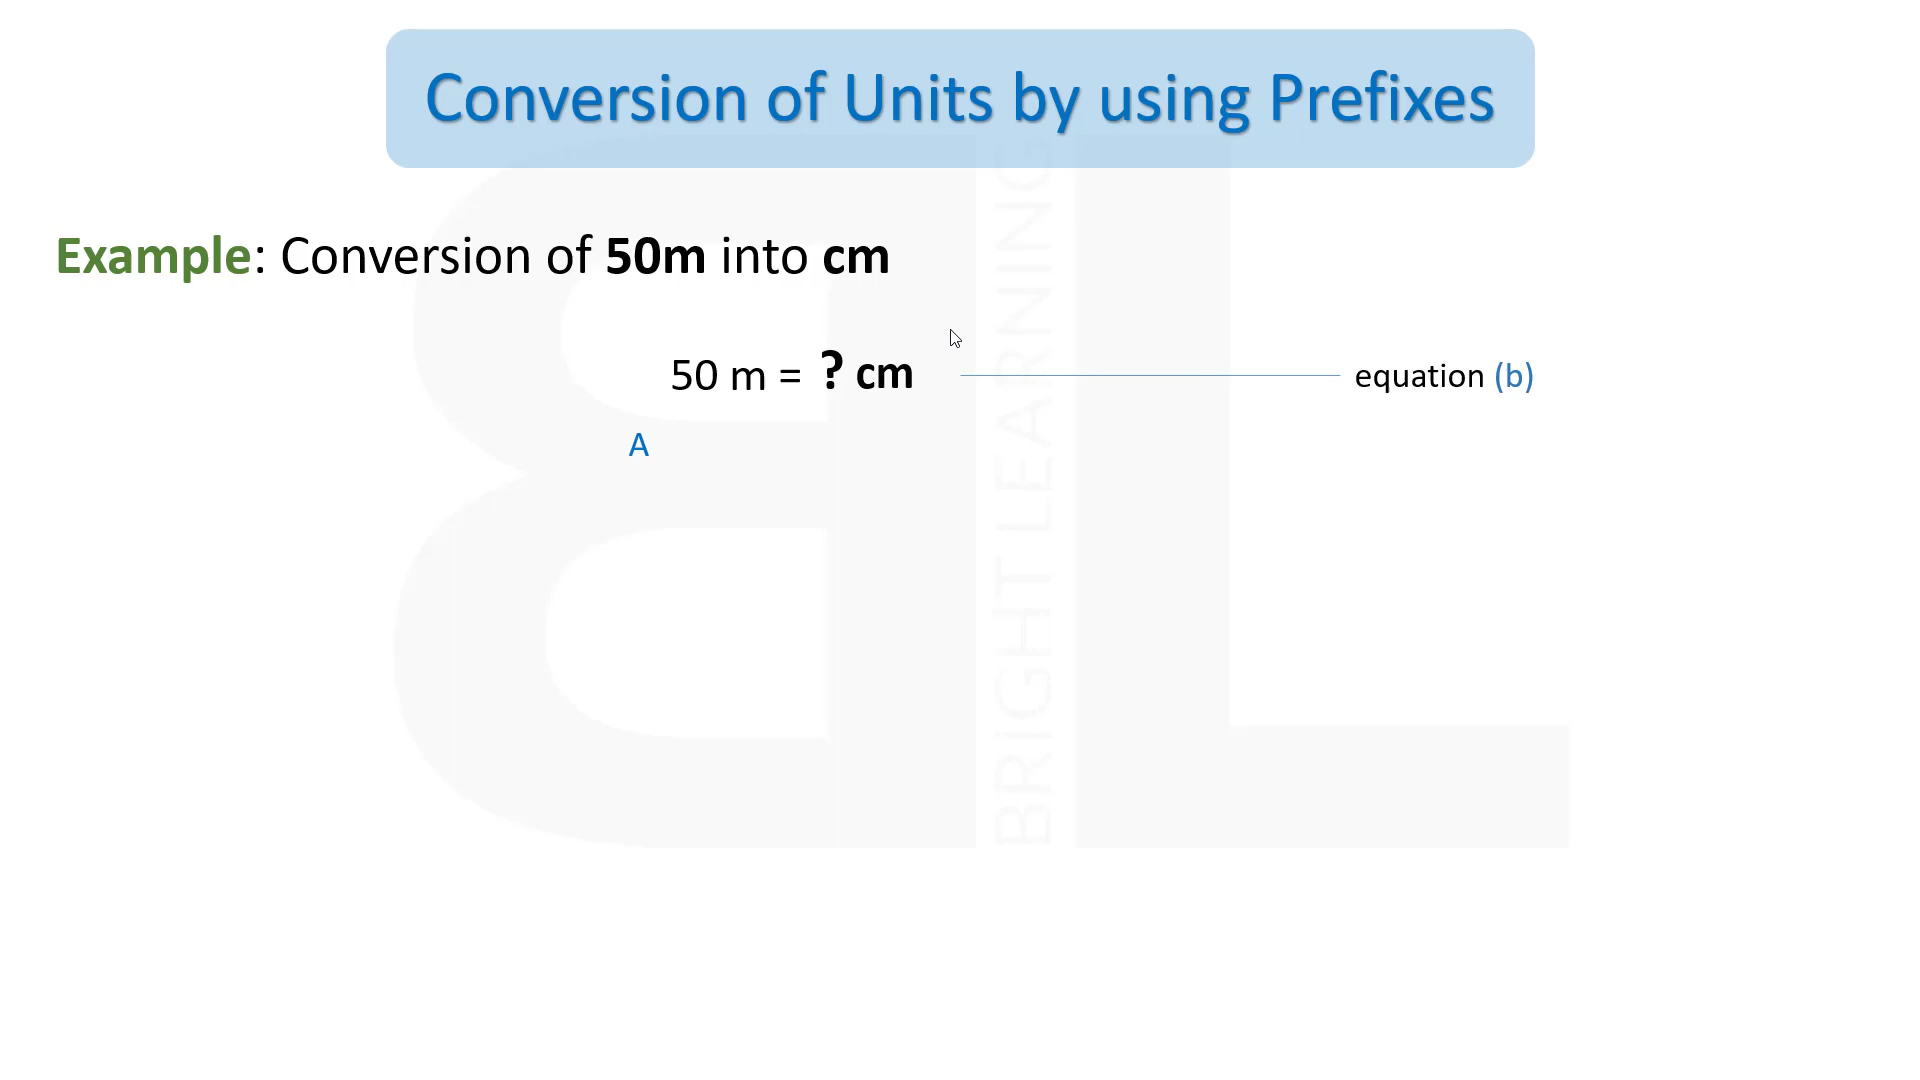 Conversion of Units by using Prefixes
Example: Conversion of 50m into cm
50 m = ? cm equation (b)
A
BRIGHT LEARNING